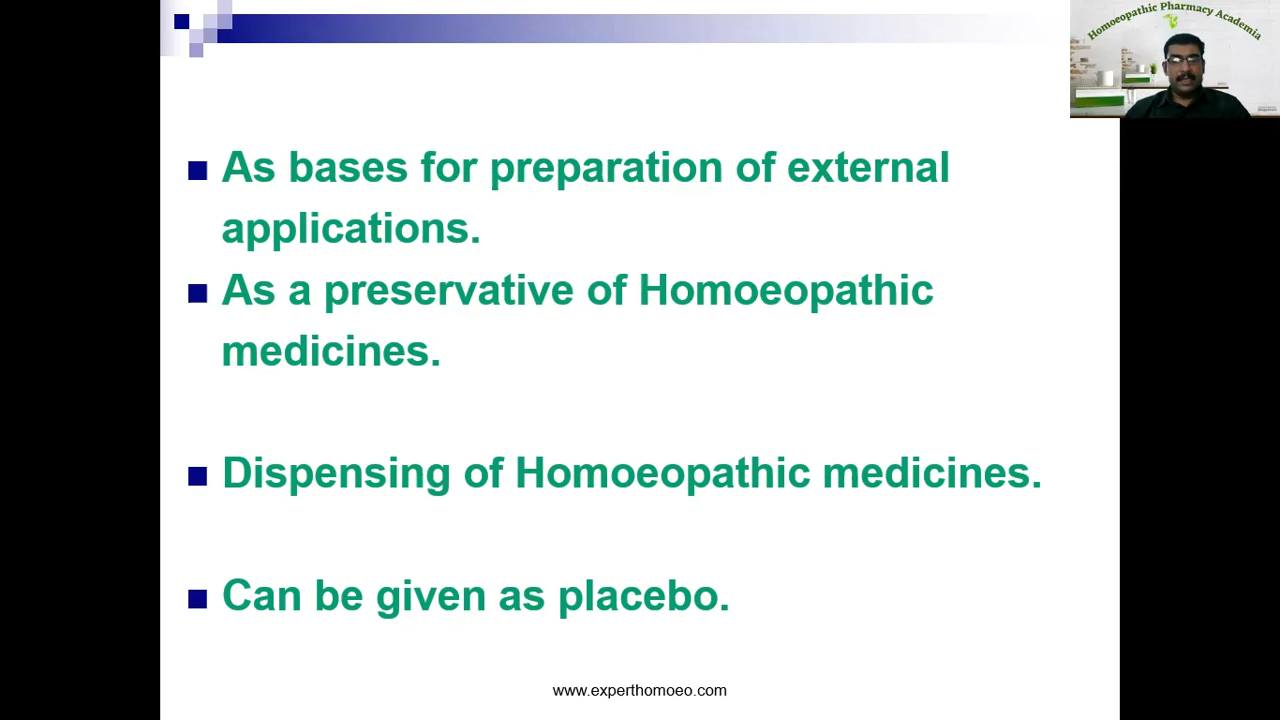 Homoeopathic Pharmacy Academia
As bases for preparation of external
applications.
As a preservative of Homoeopathic
medicines.
Dispensing of Homoeopathic medicines.
Can be given as placebo.
www.experthomoeo.com